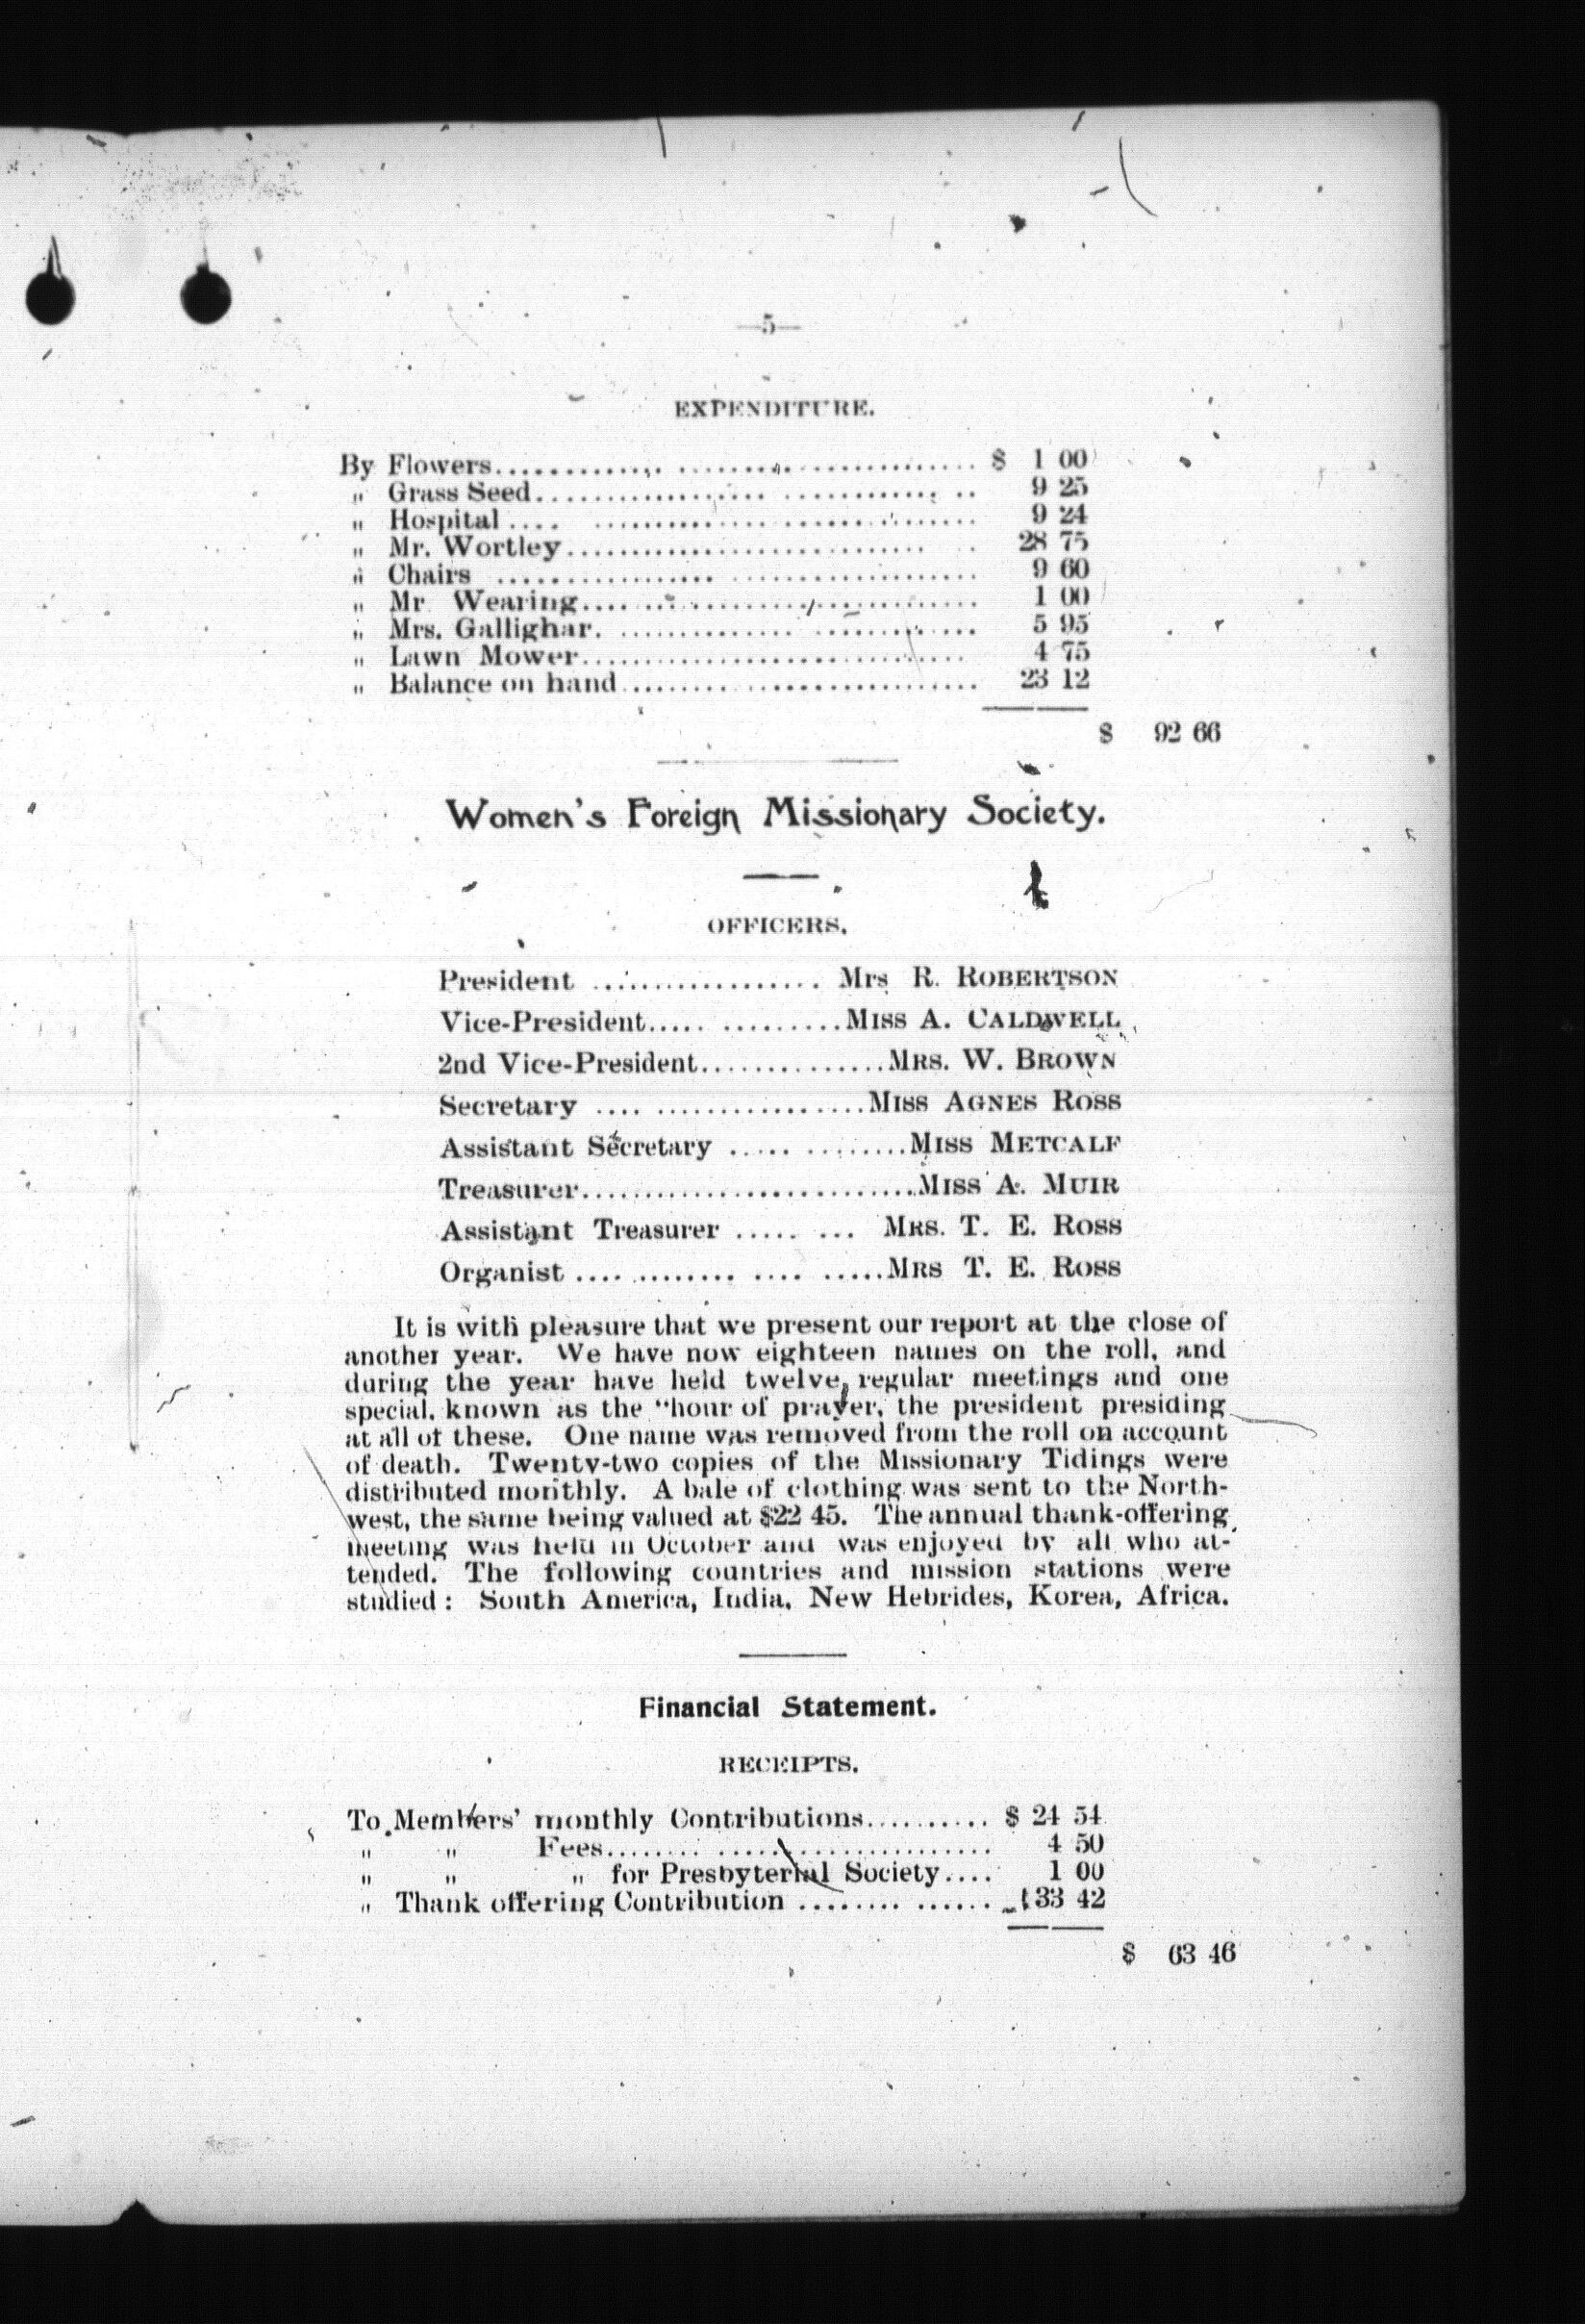 —5—
EXPENDITURE.
By Flowers.................................................. $ 1 00
" Grass Seed.................................................. 9 25
" Hospital .................................................. 9 24
" Mr. Wortley.................................................. 28 75
" Chairs .................................................. 9 60
" Mr Wearing.................................................. 1 00
" Mrs. Gallighar. .................................................. 5 95
" Lawn Mower.................................................. 4 75
" Balance on hand .................................................. 23 12
$ 92 66
Women's Foreign Missionary Society.
OFFICERS.
President .................. Mrs R. ROBERTSON
Vice-President..... .........MISS A. CALDWELL
2nd Vice-President...............MRS. W. BROWN
Secretary .... .................MISS AGNES ROSS
Assistant Secretary ..... .........MISS METCALF
Treasurer...........................MISS A. MUIR
Assistant Treasurer ..... ... MRS. T. E. ROSS
Organist .... ........ .... .....MRS T. E. ROSS
It is with pleasure that we present our report at the close of
another year. We have now eighteen names on the roll, and
during the year have held twelve, regular meetings and one
special, known as the "hour of prayer, the president presiding
at all of these. One name was removed from the roll on account
of death. Twenty-two copies of the Missionary Tidings were
distributed monthly. A bale of clothing was sent to the North-
west, the same being valued at $22 45. The annual thank-offering
meeting was held in October and was enjoyed by all who at-
tended. The following countries and mission stations were
studied : South America, India, New Hebrides, Korea, Africa.
Financial Statement.
RECEIPTS.
To Members' monthly Contributions.......... $ 24 54
" " Fees.............................. 4 50
" " " for Presbyterial Society.... 1 00
" Thank offering Contribution ........ ...... 33 42
$ 63 46